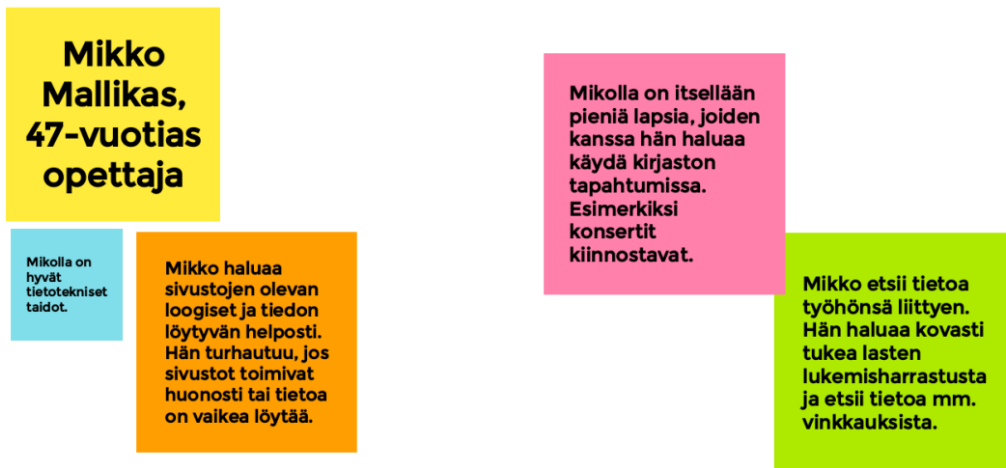 Mikko
Mallikas,
47-vuotias
opettaja
Mikolla on
hyvät
tietotekniset
taidot.
Mikko haluaa
sivustojen olevan
loogiset ja tiedon
löytyvän helposti.
Hän turhautuu, jos
sivustot toimivat
huonosti tai tietoa
on vaikea löytää.
Mikolla on itsellään
pieniä lapsia, joiden
kanssa hän haluaa
käydä kirjaston
tapahtumissa.
Esimerkiksi
konsertit
kiinnostavat.
Mikko etsii tietoa
työhönsä liittyen.
Hän haluaa kovasti
tukea lasten
lukemisharrastusta
ja etsii tietoa mm.
vinkkauksista.